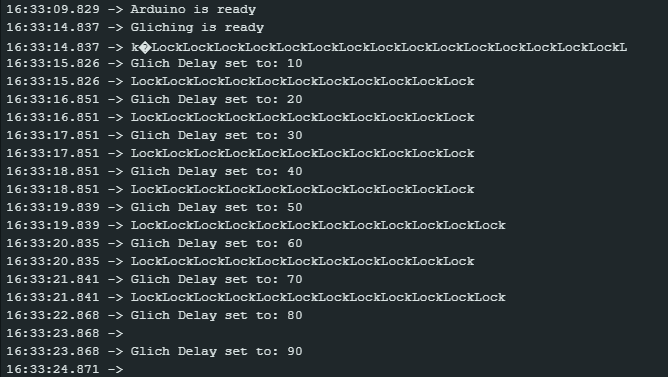 16:33:09.829 -> Arduino is ready
16:33:14.837 -> Gliching is ready
16:33:14.837 -> k�LockLockLockLockLockLockLockLockLockLockLockLockLockLockLockL
16:33:15.826 -> Glich Delay set to: 10
16:33:15.826 -> LockLockLockLockLockLockLockLockLockLockLock
16:33:16.851 -> Glich Delay set to: 20
16:33:16.851 -> LockLockLockLockLockLockLockLockLockLockLock
16:33:17.851 -> Glich Delay set to: 30
16:33:17.851 -> LockLockLockLockLockLockLockLockLockLockLock
16:33:18.851 -> Glich Delay set to: 40
16:33:18.851 -> LockLockLockLockLockLockLockLockLockLockLock
16:33:19.839 -> Glich Delay set to: 50
16:33:19.839 -> LockLockLockLockLockLockLockLockLockLockLockLock
16:33:20.835 -> Glich Delay set to: 60
16:33:20.835 -> LockLockLockLockLockLockLockLockLockLockLock
16:33:21.841 -> Glich Delay set to: 70
16:33:21.841 -> LockLockLockLockLockLockLockLockLockLockLockLock
16:33:22.868 -> Glich Delay set to: 80
16:33:23.868 ->
16:33:23.868 -> Glich Delay set to: 90
16:33:24.871 ->